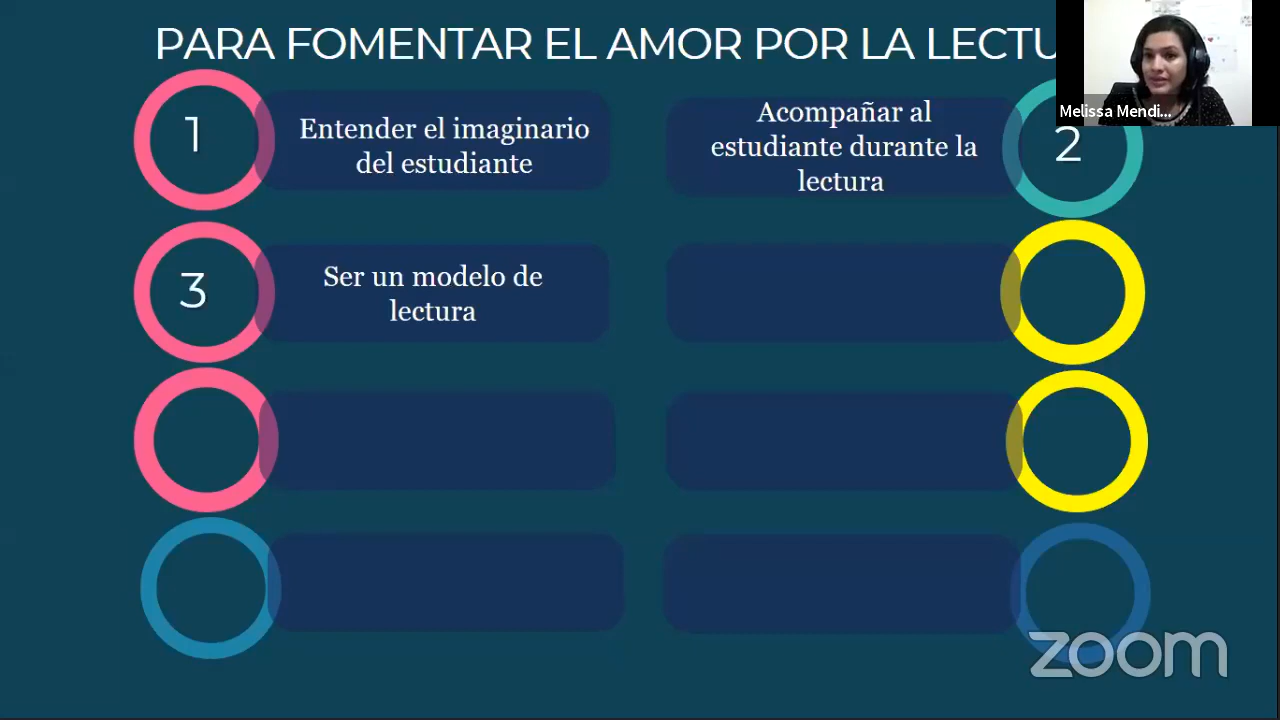 PARA FOMENTAR EL AMOR POR LA LECTU
Melissa Mendi...
1
Entender el imaginario
del estudiante
Acompañar al
estudiante durante la
lectura
2
3
Ser un modelo de
lectura
zoom